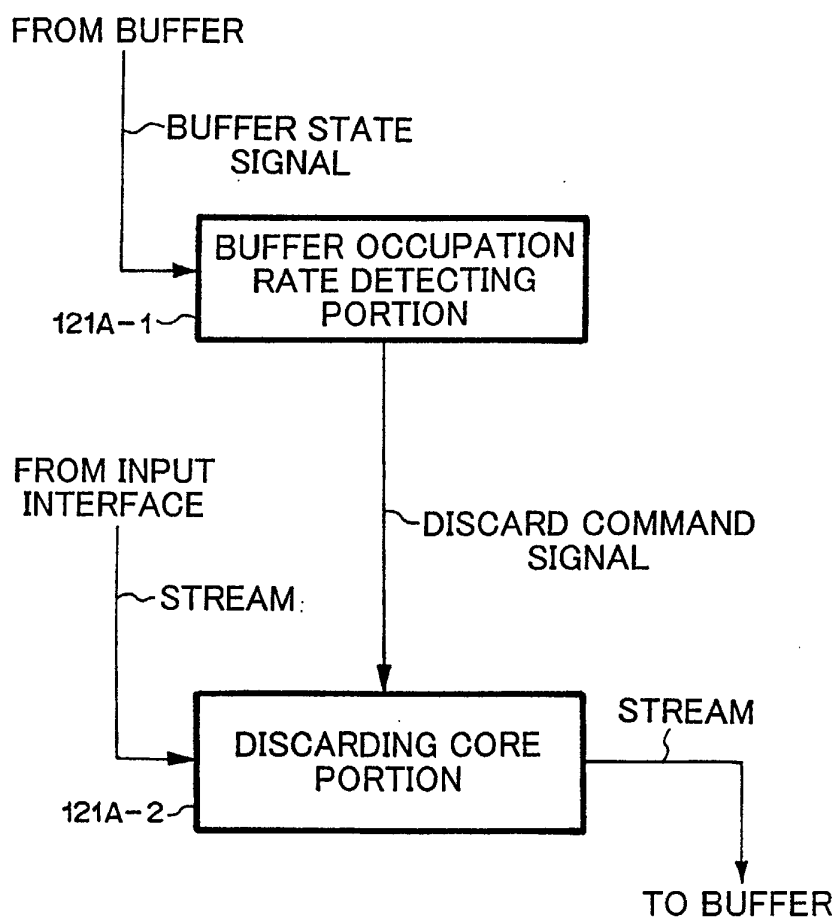 FROM BUFFER
BUFFER STATE
SIGNAL
BUFFER OCCUPATION
RATE DETECTING
PORTION
121A-1
FROM INPUT
INTERFACE
DISCARD COMMAND
SIGNAL
STREAM
STREAM
DISCARDING CORE
PORTION
121A-2
TO BUFFER